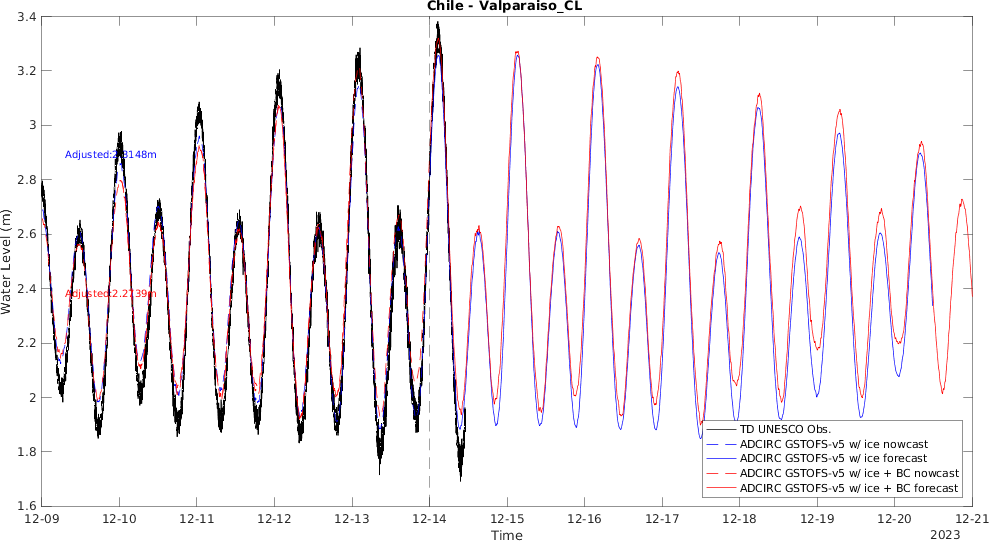 Chile - Valparaiso_CL
3.4
3.2
3
2.8
2.6
2.4
2.2
2
1.8
1.6
Water Level (m)
Adjusted:2.3148m
Adjusted:2.2739m
TD UNESCO Obs.
ADCIRC GSTOFS-v5 w/ ice nowcast
ADCIRC GSTOFS-v5 w/ ice forecast
ADCIRC GSTOFS-v5 w/ ice + BC nowcast
ADCIRC GSTOFS-v5 w/ ice + BC forecast
12-09 12-10 12-11 12-12 12-13 12-14 12-15 12-16 12-17 12-18 12-19 12-20 12-21
Time
2023